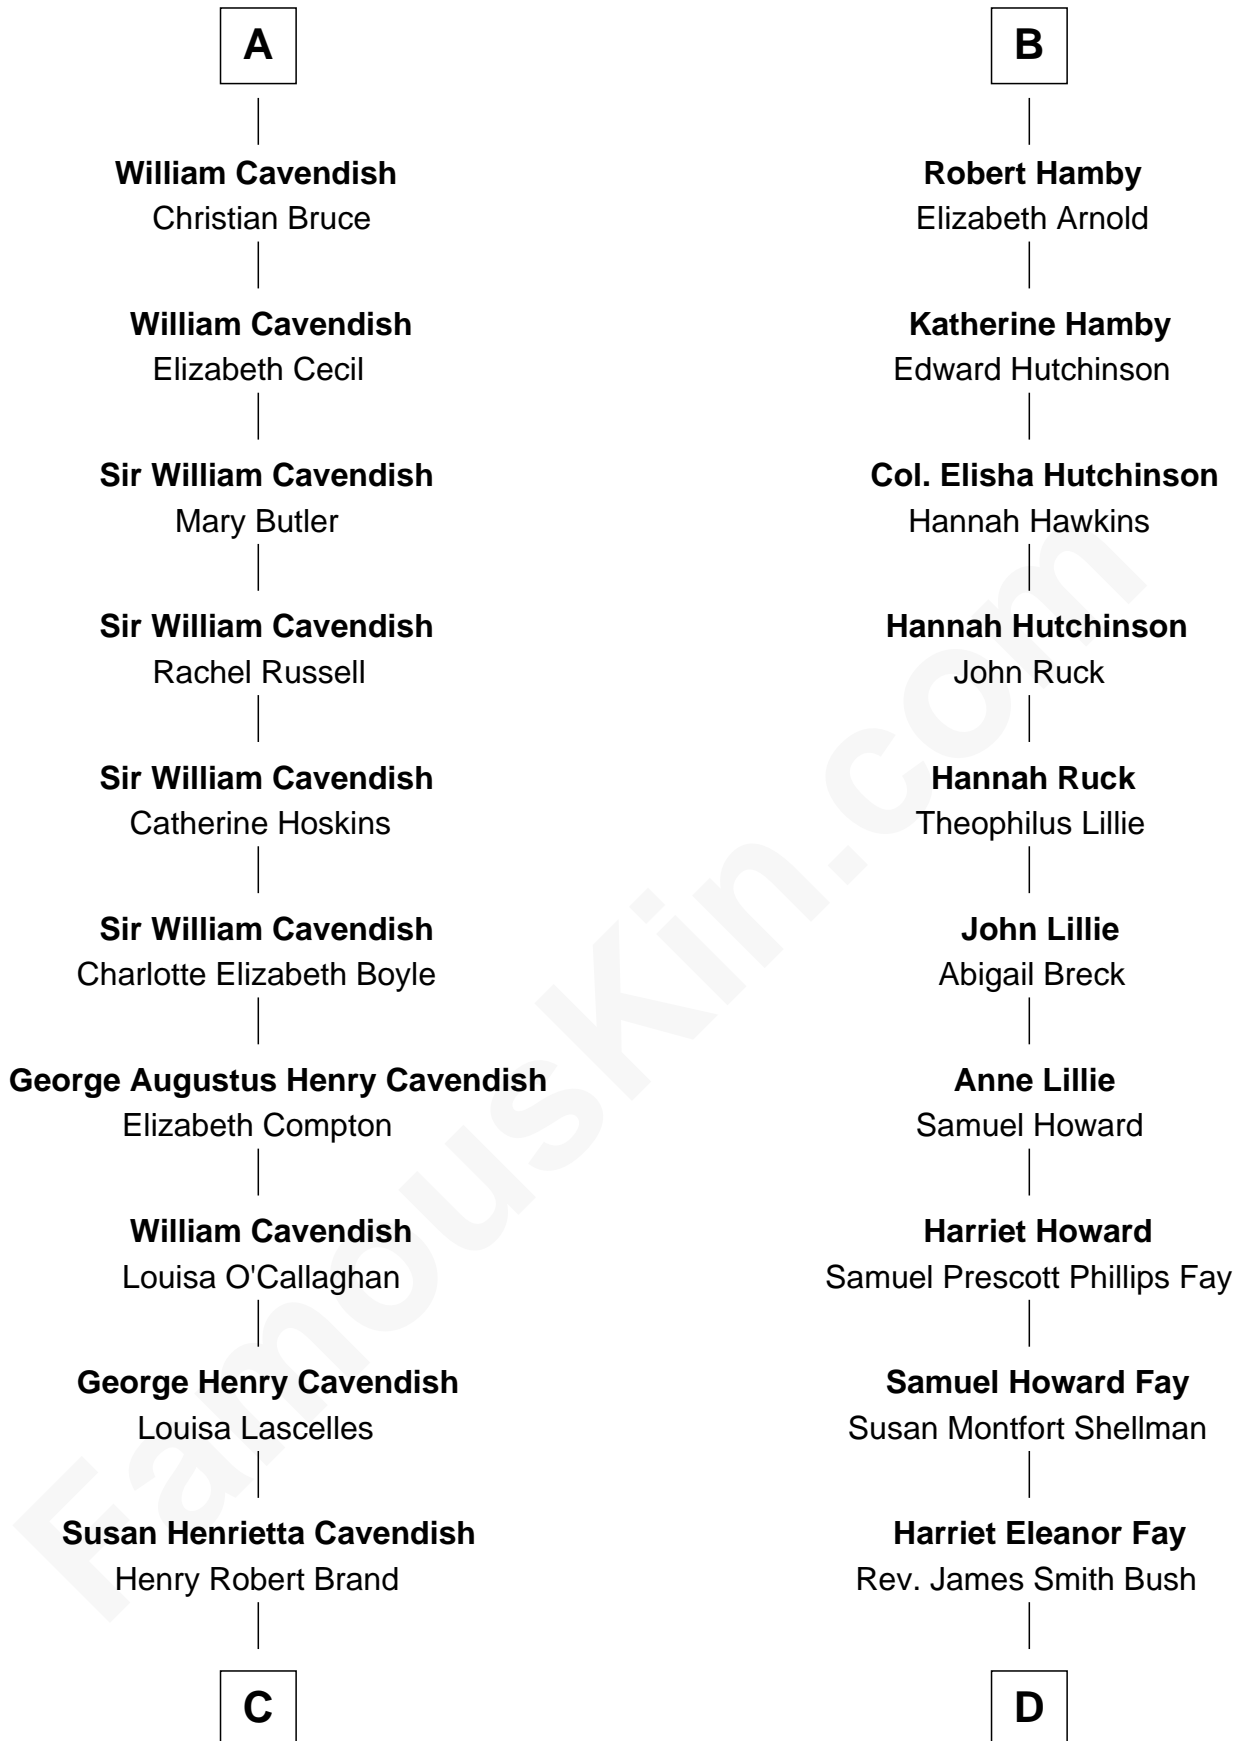 A
William Cavendish
Christian Bruce
William Cavendish
Elizabeth Cecil
Sir William Cavendish
Mary Butler
Sir William Cavendish
Rachel Russell
Sir William Cavendish
Catherine Hoskins
Sir William Cavendish
Charlotte Elizabeth Boyle
George Augustus Henry Cavendish
Elizabeth Compton
William Cavendish
Louisa O'Callaghan
George Henry Cavendish
Louisa Lascelles
Susan Henrietta Cavendish
Henry Robert Brand
C
B
Robert Hamby
Elizabeth Arnold
Katherine Hamby
Edward Hutchinson
Col. Elisha Hutchinson
Hannah Hawkins
Hannah Hutchinson
John Ruck
Hannah Ruck
Theophilus Lillie
John Lillie
Abigail Breck
Anne Lillie
Samuel Howard
Harriet Howard
Samuel Prescott Phillips Fay
Samuel Howard Fay
Susan Montfort Shellman
Harriet Eleanor Fay
Rev. James Smith Bush
D
FamousKin.com